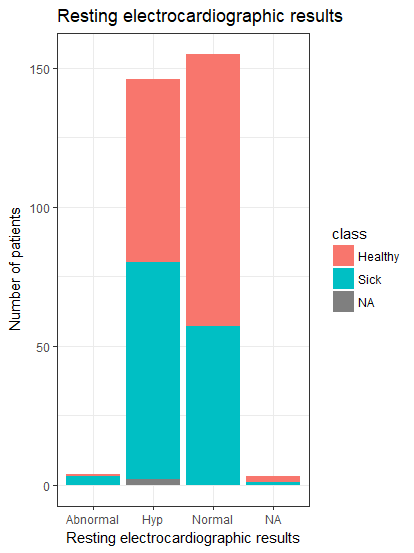 Resting electrocardiographic results
150
100
50
0
Number of patients
Abnormal Hyp Normal NA
Resting electrocardiographic results
class
Healthy
Sick
NA